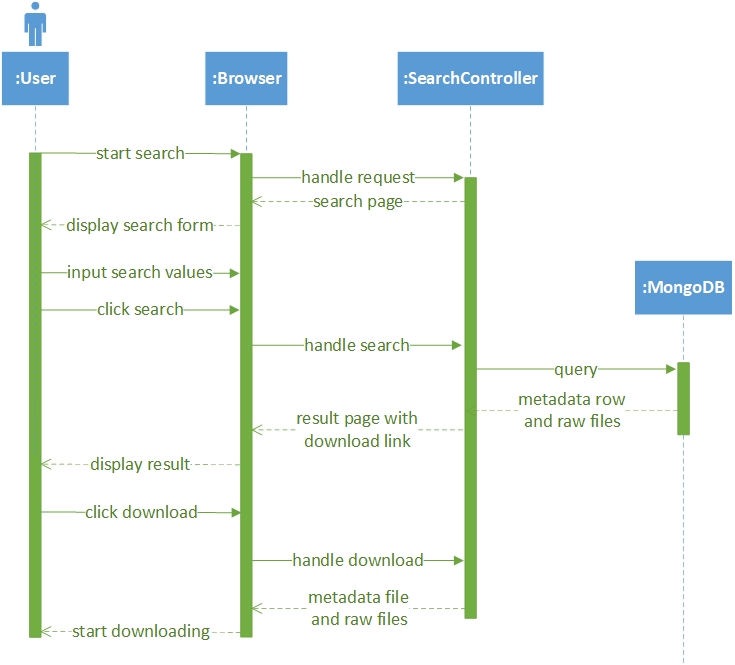 :User
:Browser
:SearchController
start search
handle request
search page
display search form
input search values
:MongoDB
click search
handle search
query
metadata row
and raw files
result page with
download link
display result
click download
handle download
metadata file
and raw files
start downloading